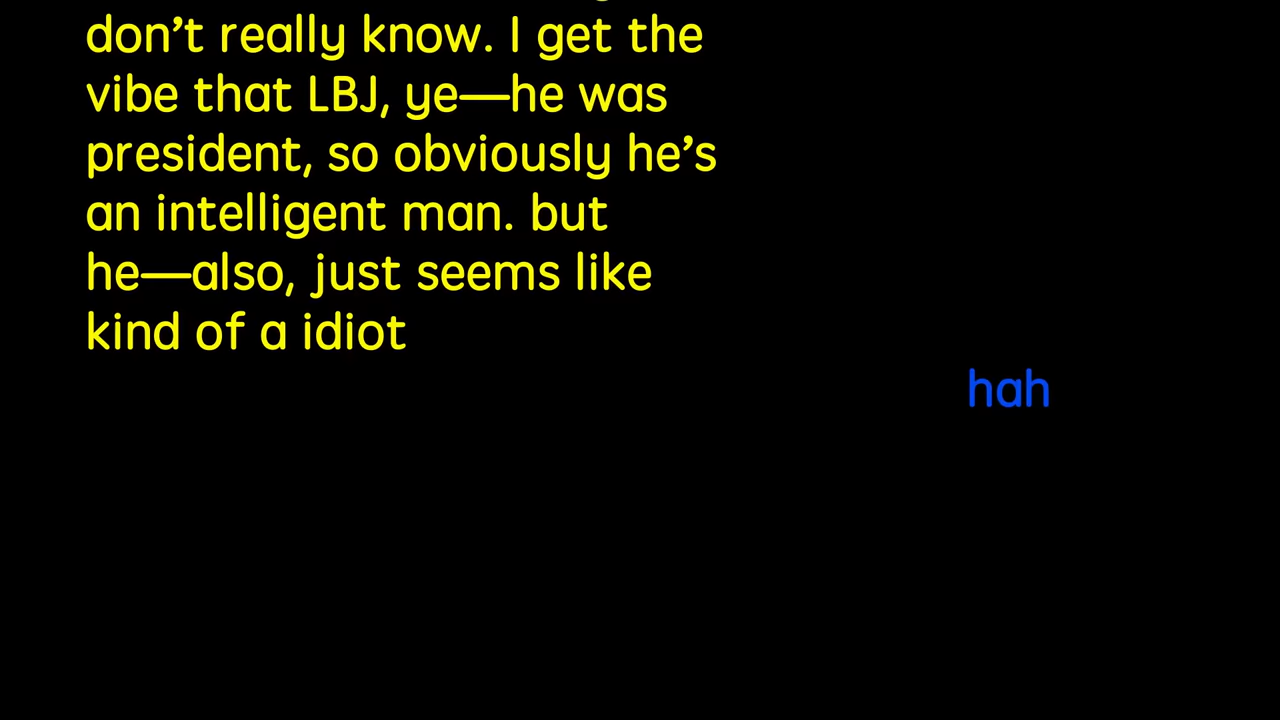 don’t really know. I get the
vibe that LBJ, ye—he was
president, so obviously he’s
an intelligent man. but
he—also, just seems like
kind of a idiot
hah